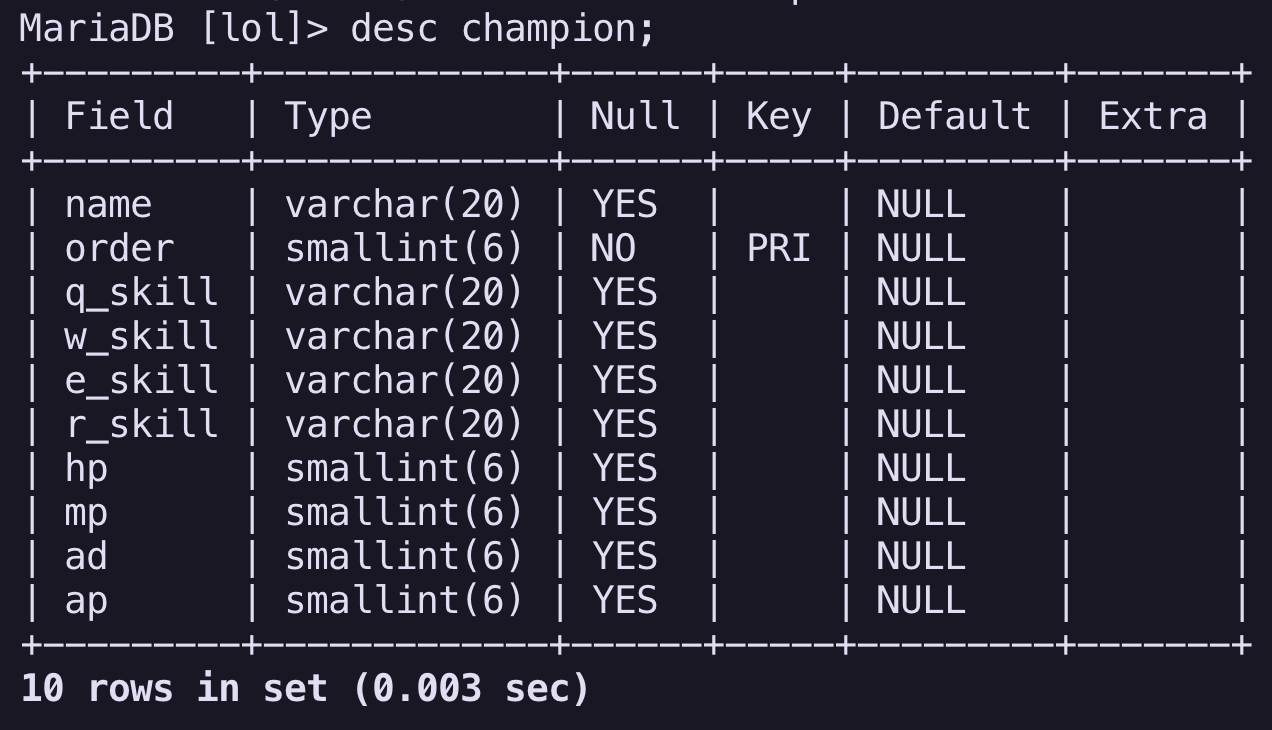 MariaDB [lol]> desc champion;
+---------+-------------+------+-----+---------+-------+
| Field   | Type        | Null | Key | Default | Extra |
+---------+-------------+------+-----+---------+-------+
| name    | varchar(20) | YES  |     | NULL    |       |
| order   | smallint(6) | NO   | PRI | NULL    |       |
| q_skill | varchar(20) | YES  |     | NULL    |       |
| w_skill | varchar(20) | YES  |     | NULL    |       |
| e_skill | varchar(20) | YES  |     | NULL    |       |
| r_skill | varchar(20) | YES  |     | NULL    |       |
| hp      | smallint(6) | YES  |     | NULL    |       |
| mp      | smallint(6) | YES  |     | NULL    |       |
| ad      | smallint(6) | YES  |     | NULL    |       |
| ap      | smallint(6) | YES  |     | NULL    |       |
+---------+-------------+------+-----+---------+-------+
10 rows in set (0.003 sec)